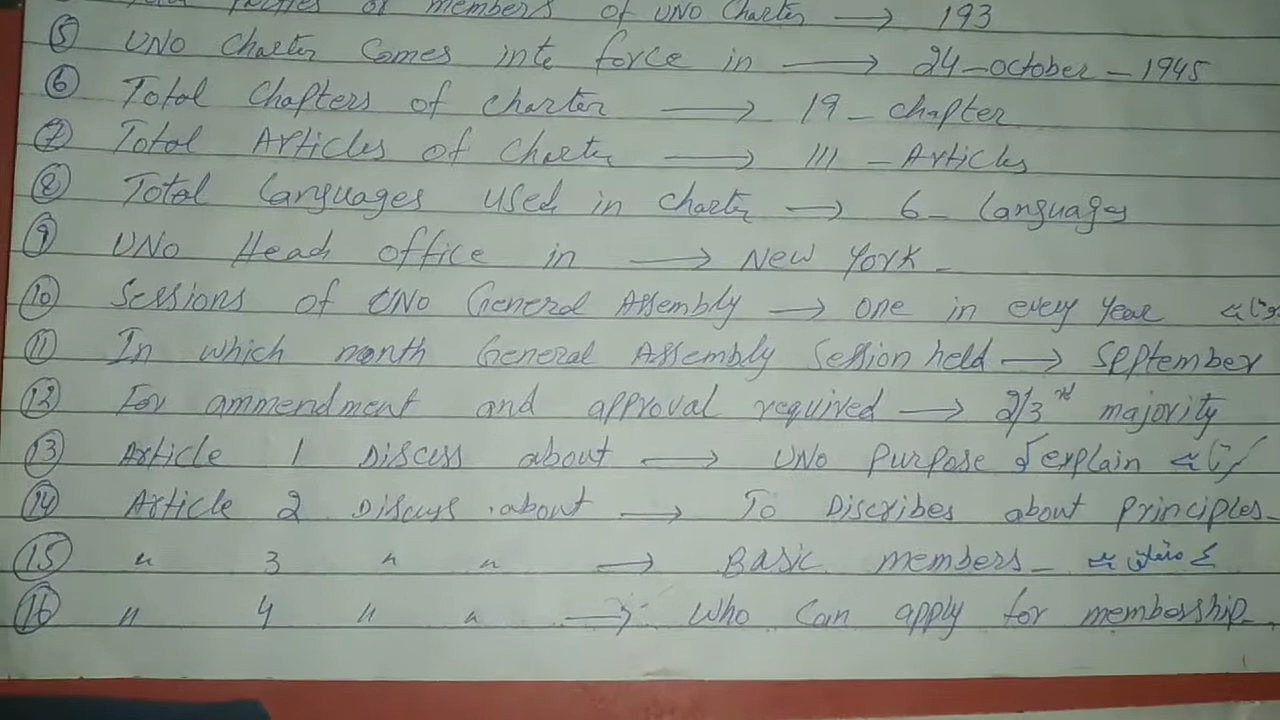 members of UNO Charter → 193
⑤ UNO Charter Comes into force in → 24-October-1945
⑥ Total Chapters of charter → 19 - chapter
⑦ Total Articles of Charter → 111 - Articles
⑧ Total Languages used in charter → 6 - Languages
⑨ UNO Head office in → New York -
⑩ Sessions of UNO General Assembly → One in every year
⑪ In which month General Assembly Session held → September
⑫ For ammendment and approval required → 2/3rd majority
⑬ Article 1 Discuss about → UNO Purpose explain
⑭ Article 2 Discuss about → To Discribes about Principles -
⑮ " 3 " " → Basic members -
⑯ " 4 " " → Who Can apply for membership -